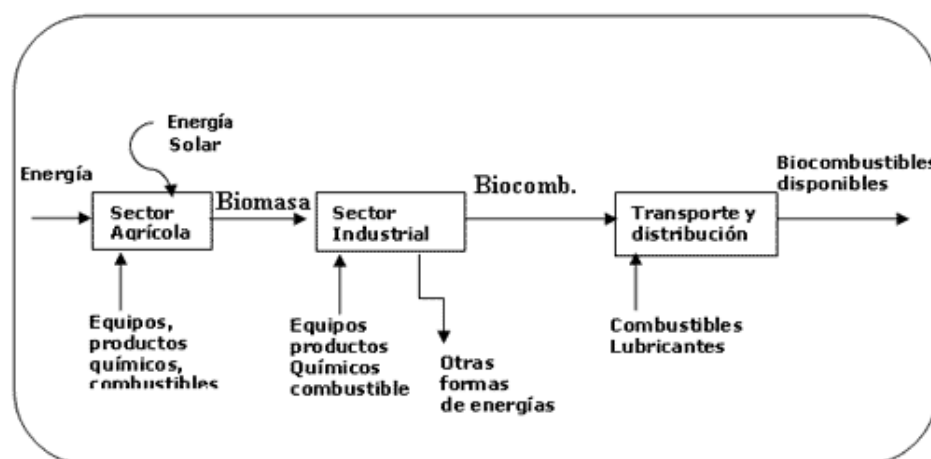 Energía
Solar
Energía
Biocombustibles
disponibles
Biomasa
Biocomb.
Sector
Agrícola
Sector
Industrial
Transporte y
distribución
Equipos,
productos
químicos,
combustibles
Equipos
productos
Químicos
combustible
Otras
formas
de energías
Combustibles
Lubricantes